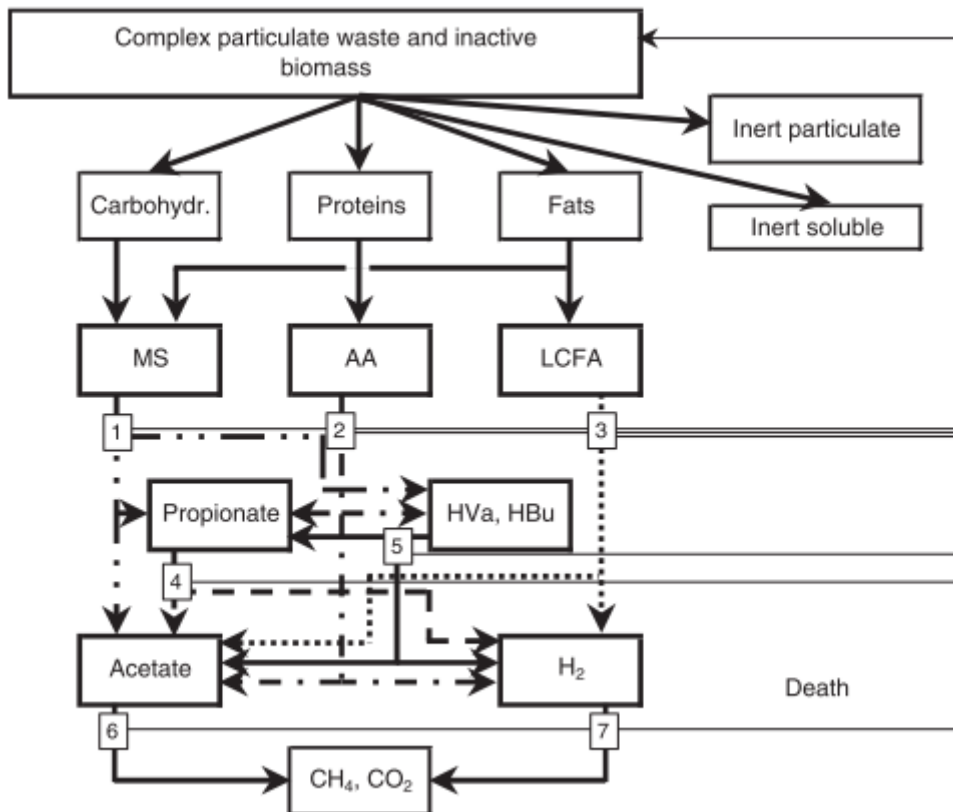 Complex particulate waste and inactive
biomass
Inert particulate
Carbohydr.
Proteins
Fats
Inert soluble
MS
AA
LCFA
1
2
3
Propionate
HVa, HBu
5
4
Acetate
H₂
Death
6
7
CH₄, CO₂